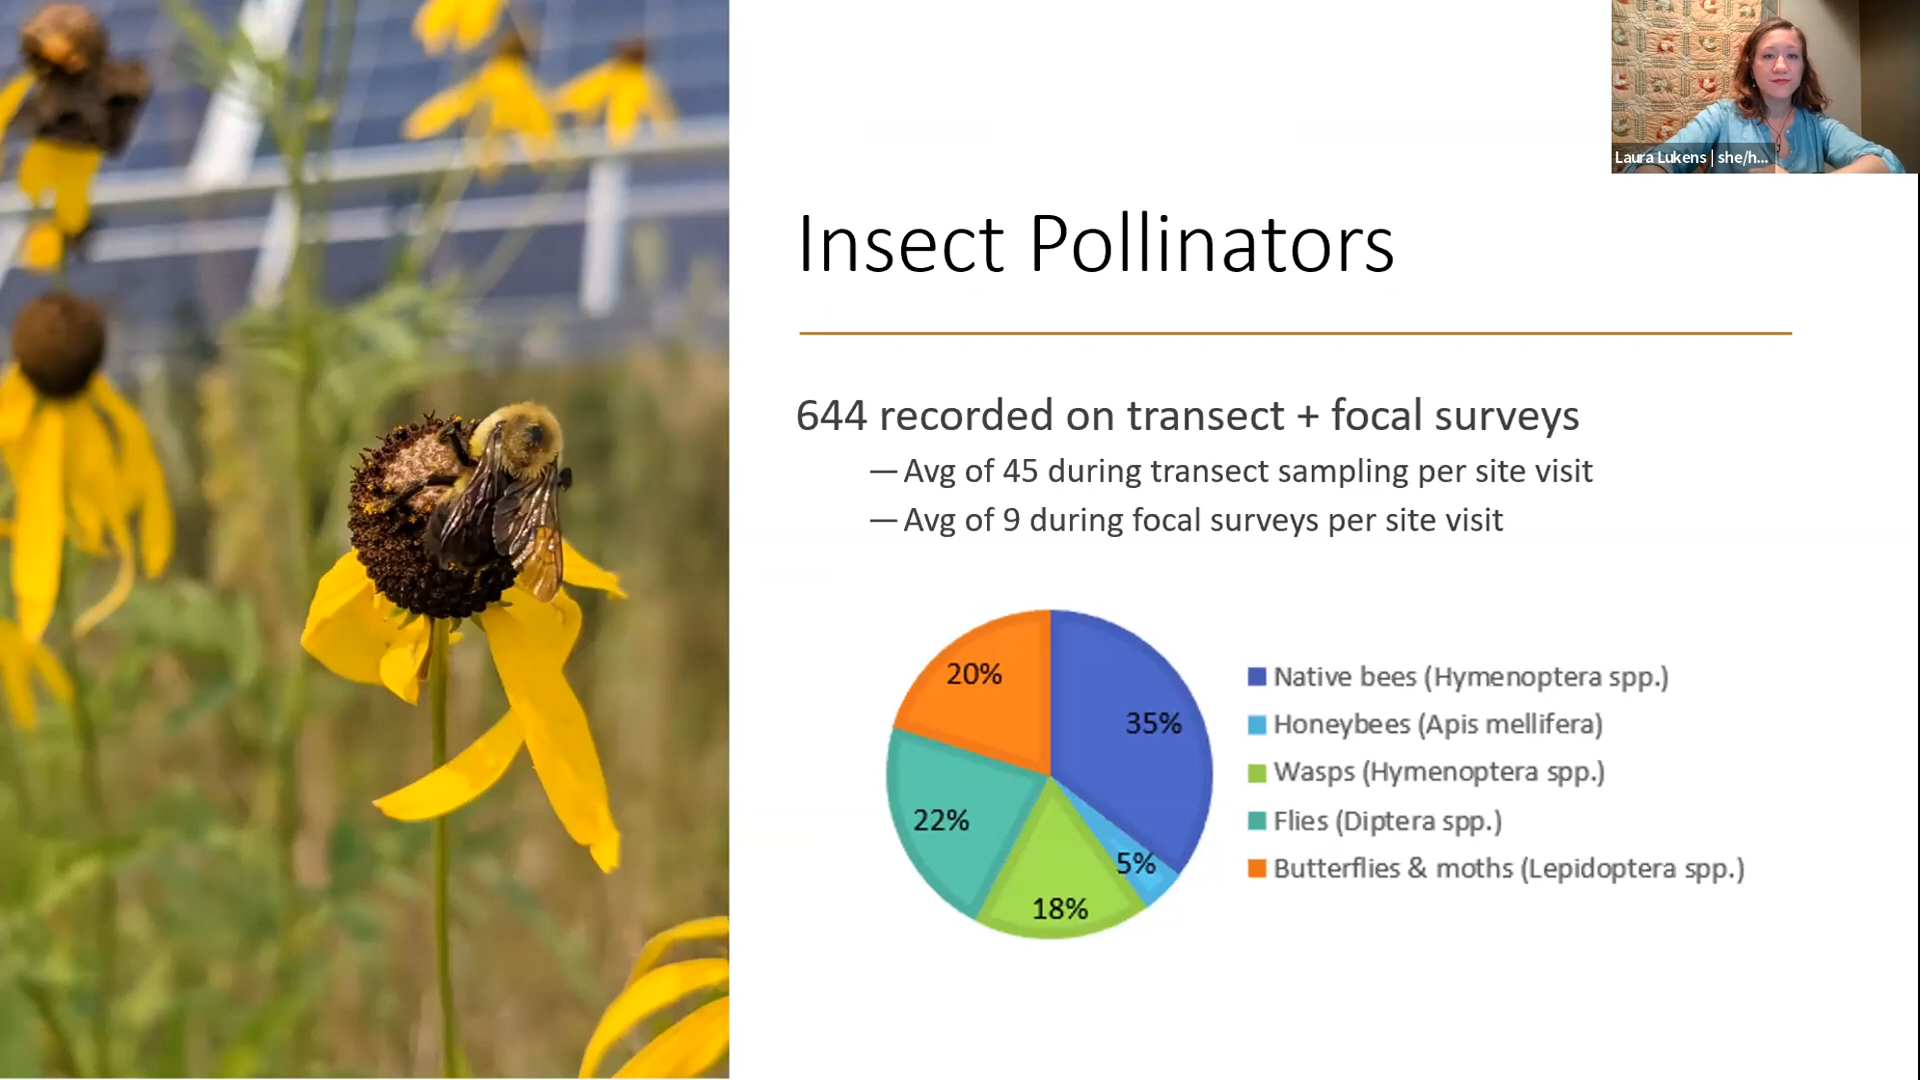 Laura Lukens | she/h...
Insect Pollinators
644 recorded on transect + focal surveys
— Avg of 45 during transect sampling per site visit
— Avg of 9 during focal surveys per site visit
20%
35%
22%
5%
18%
Native bees (Hymenoptera spp.)
Honeybees (Apis mellifera)
Wasps (Hymenoptera spp.)
Flies (Diptera spp.)
Butterflies & moths (Lepidoptera spp.)